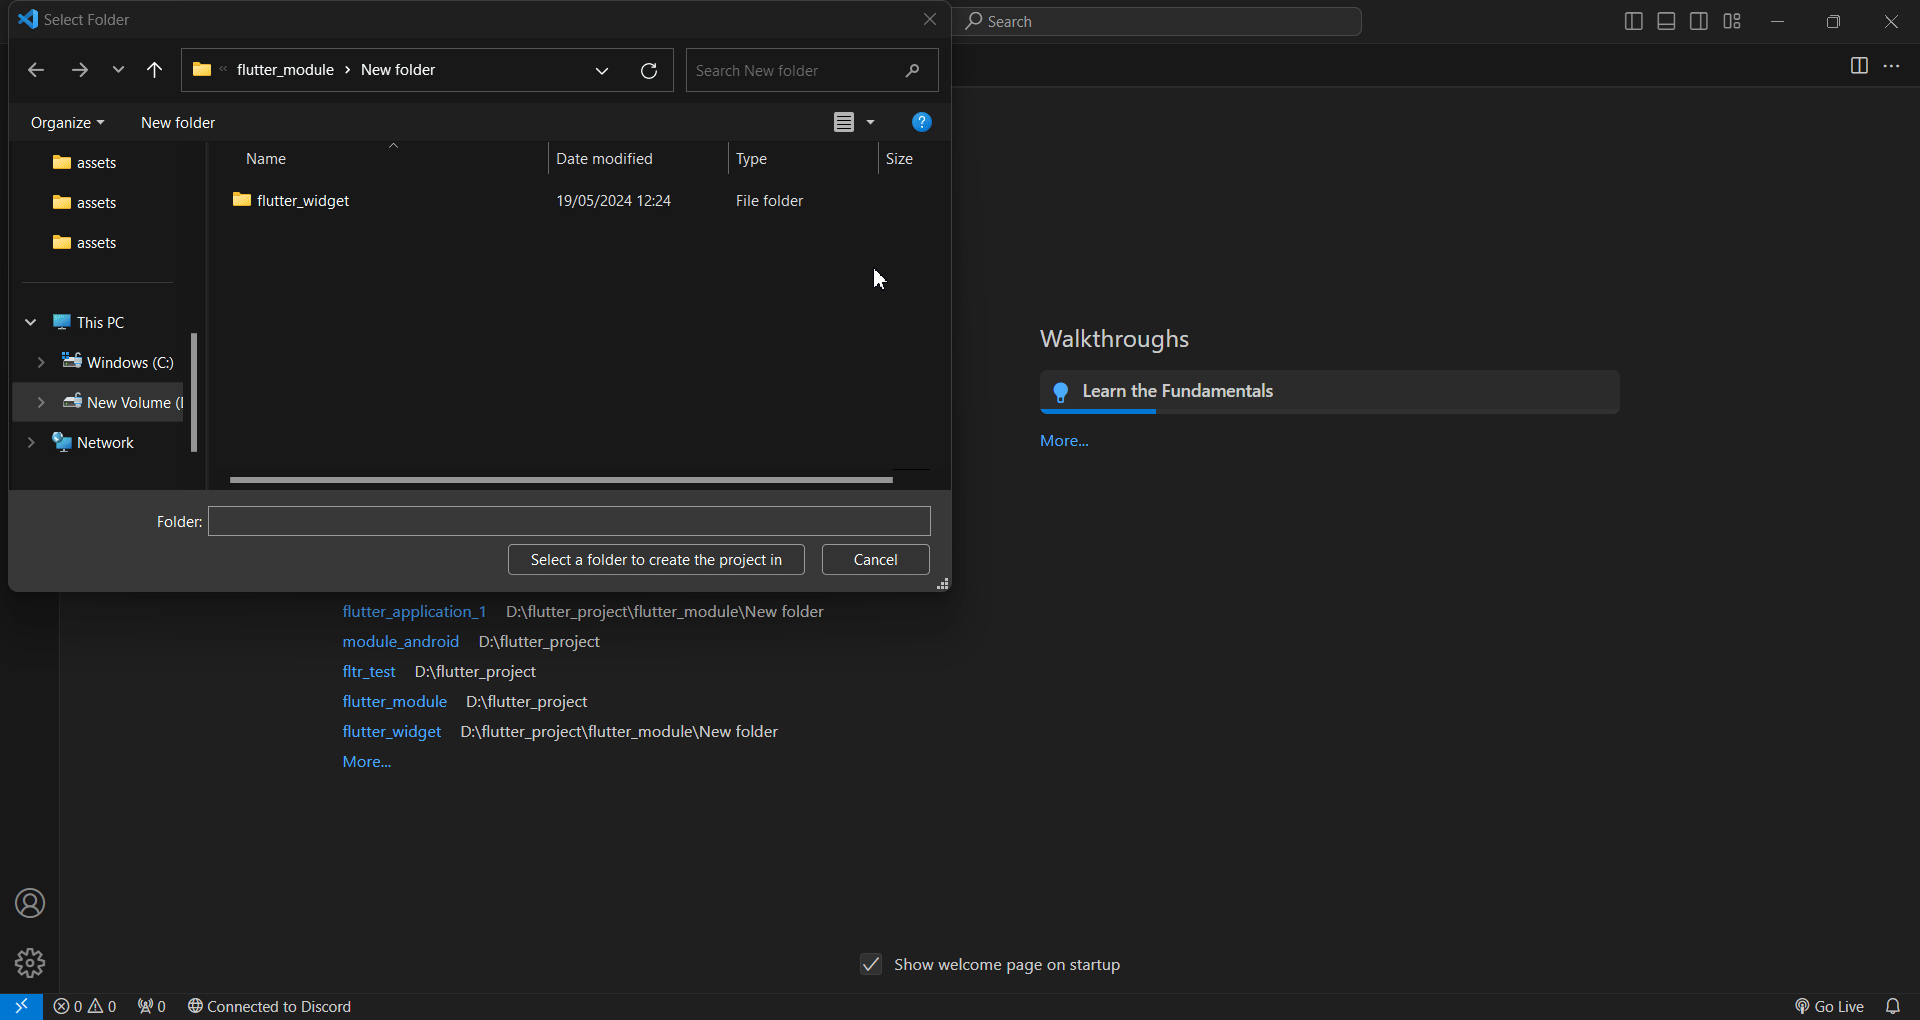 Select Folder
Search
flutter_module > New folder
Search New folder
Organize
New folder
Name
Date modified
Type
Size
assets
assets
assets
flutter_widget
19/05/2024 12:24
File folder
This PC
Windows (C:)
New Volume (
Network
Folder:
Select a folder to create the project in
Cancel
Walkthroughs
Learn the Fundamentals
More...
flutter_application_1 D:\flutter_project\flutter_module\New folder
module_android D:\flutter_project
fltr_test D:\flutter_project
flutter_module D:\flutter_project
flutter_widget D:\flutter_project\flutter_module\New folder
More...
Show welcome page on startup
0 0 0 Connected to Discord
Go Live